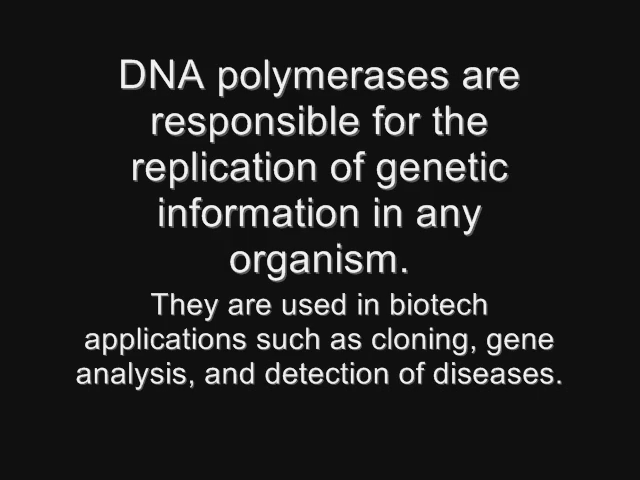 DNA polymerases are
responsible for the
replication of genetic
information in any
organism.
They are used in biotech
applications such as cloning, gene
analysis, and detection of diseases.